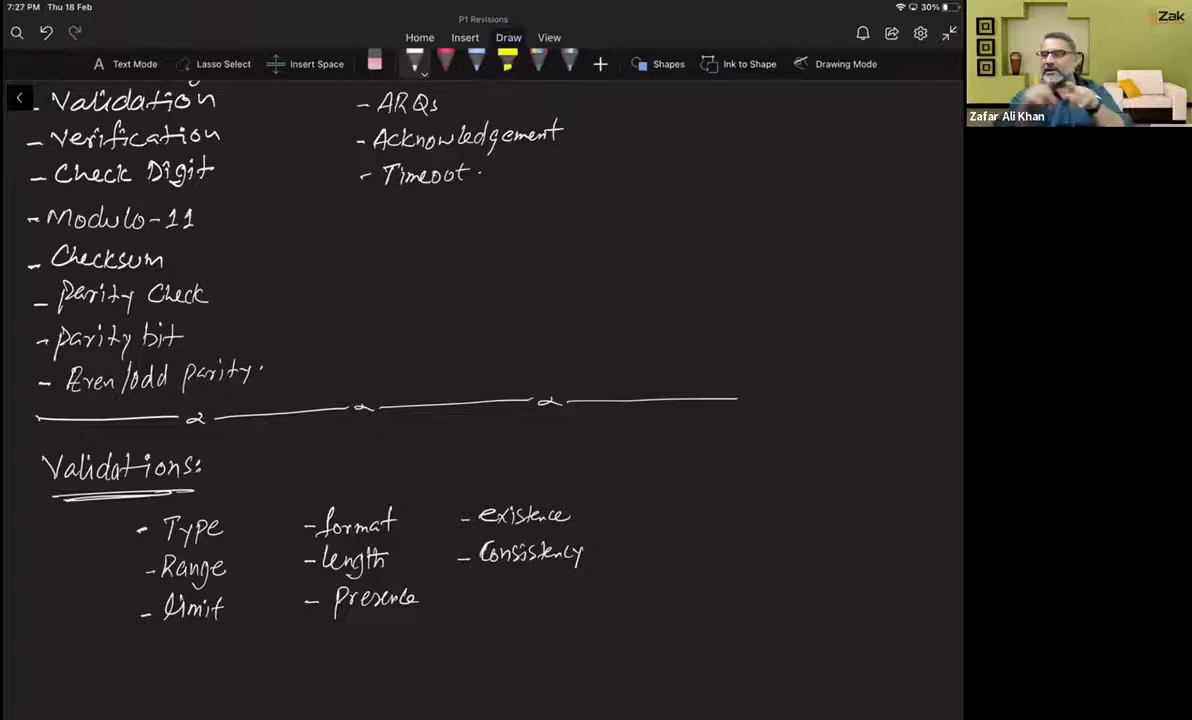 7:27 PM Thu 18 Feb
30%
P1 Revisions
Home Insert Draw View
Text Mode Lasso Select Insert Space Shapes Ink to Shape Drawing Mode
Zak
Zafar Ali Khan
- Validation
- Verification
- Check Digit
- Modulo-11
- Checksum
- Parity Check
- Parity bit
- Even/odd parity.
- ARQs
- Acknowledgement
- Timeout.
Validations:
- Type
- Range
- limit
- format
- length
- Presence
- existence
- Consistency